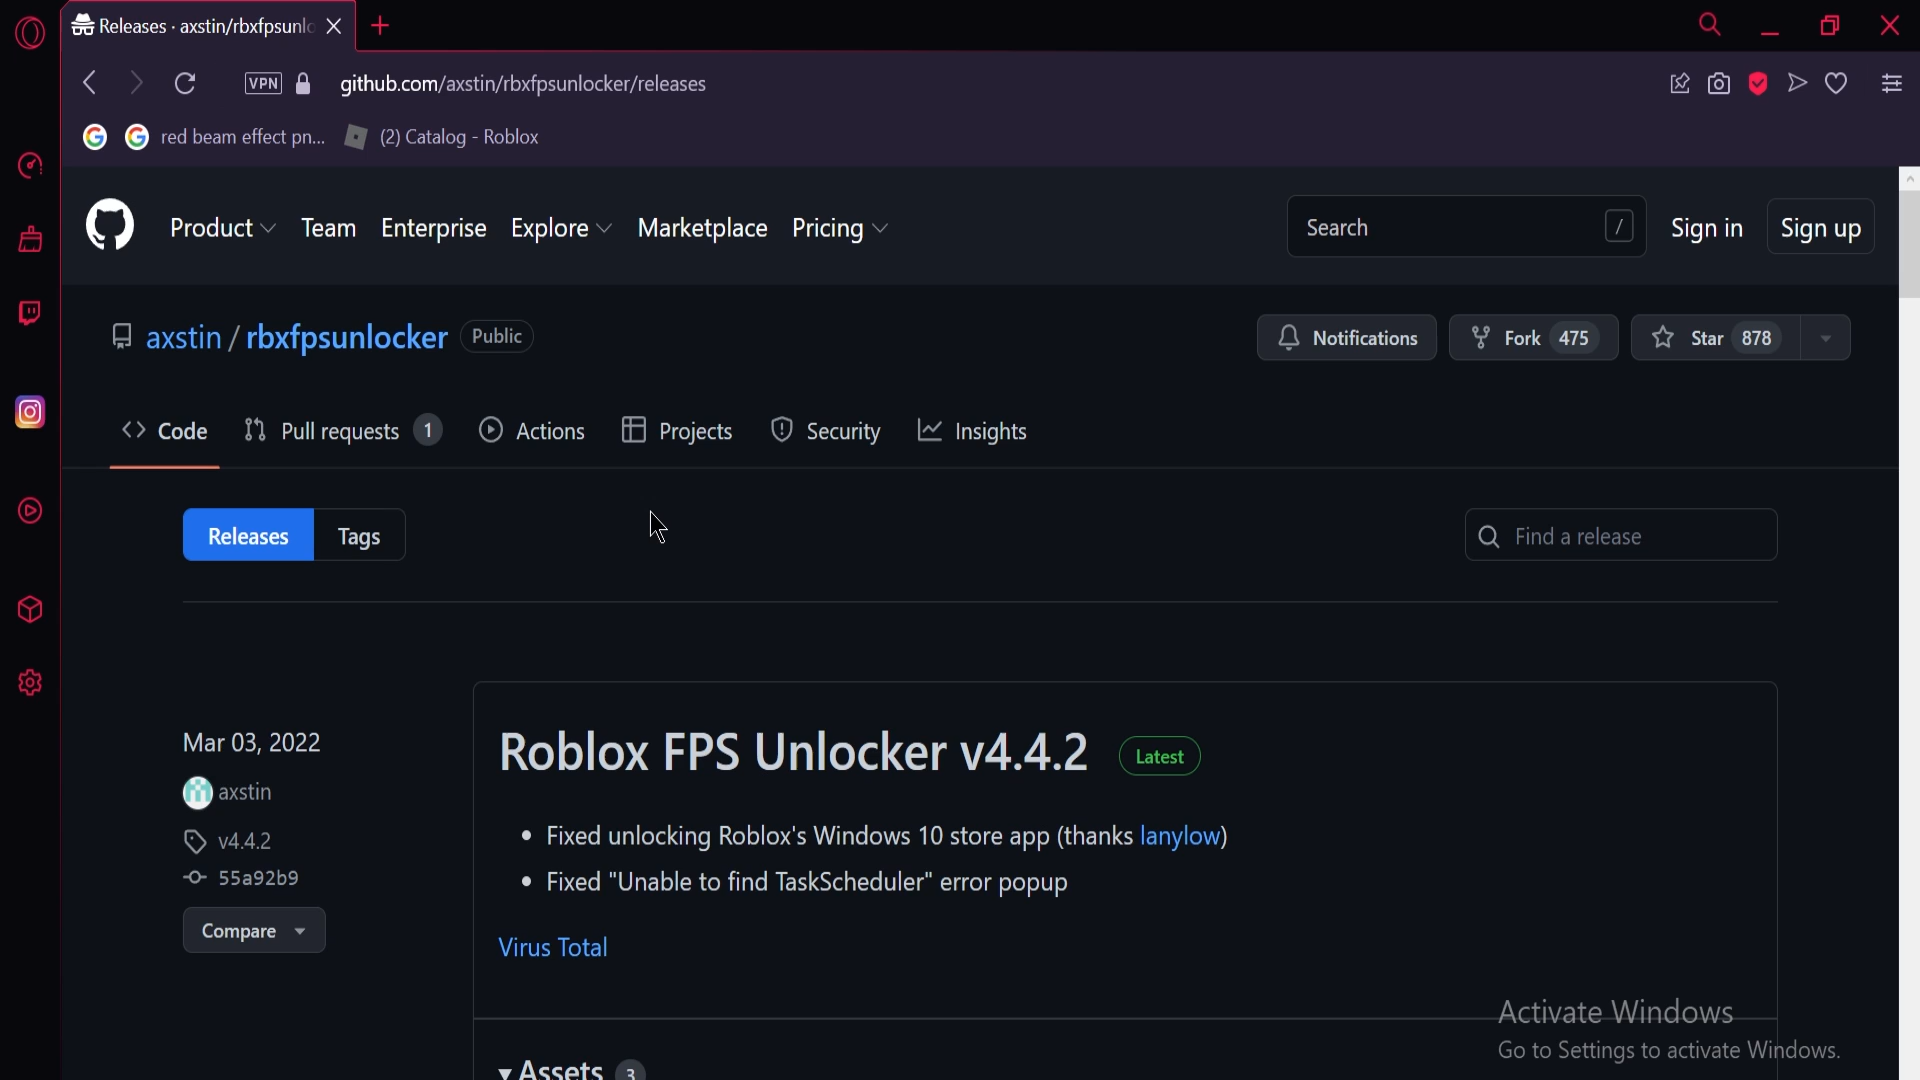 Releases · axstin/rbxfpsunlo
VPN
github.com/axstin/rbxfpsunlocker/releases
red beam effect pn...
(2) Catalog - Roblox
Product
Team
Enterprise
Explore
Marketplace
Pricing
Search
/
Sign in
Sign up
axstin / rbxfpsunlocker
Public
Notifications
Fork 475
Star 878
Code
Pull requests 1
Actions
Projects
Security
Insights
Releases
Tags
Find a release
Mar 03, 2022
axstin
v4.4.2
55a92b9
Compare
Roblox FPS Unlocker v4.4.2
Latest
• Fixed unlocking Roblox's Windows 10 store app (thanks lanylow)
• Fixed "Unable to find TaskScheduler" error popup
Virus Total
Assets 3
Activate Windows
Go to Settings to activate Windows.